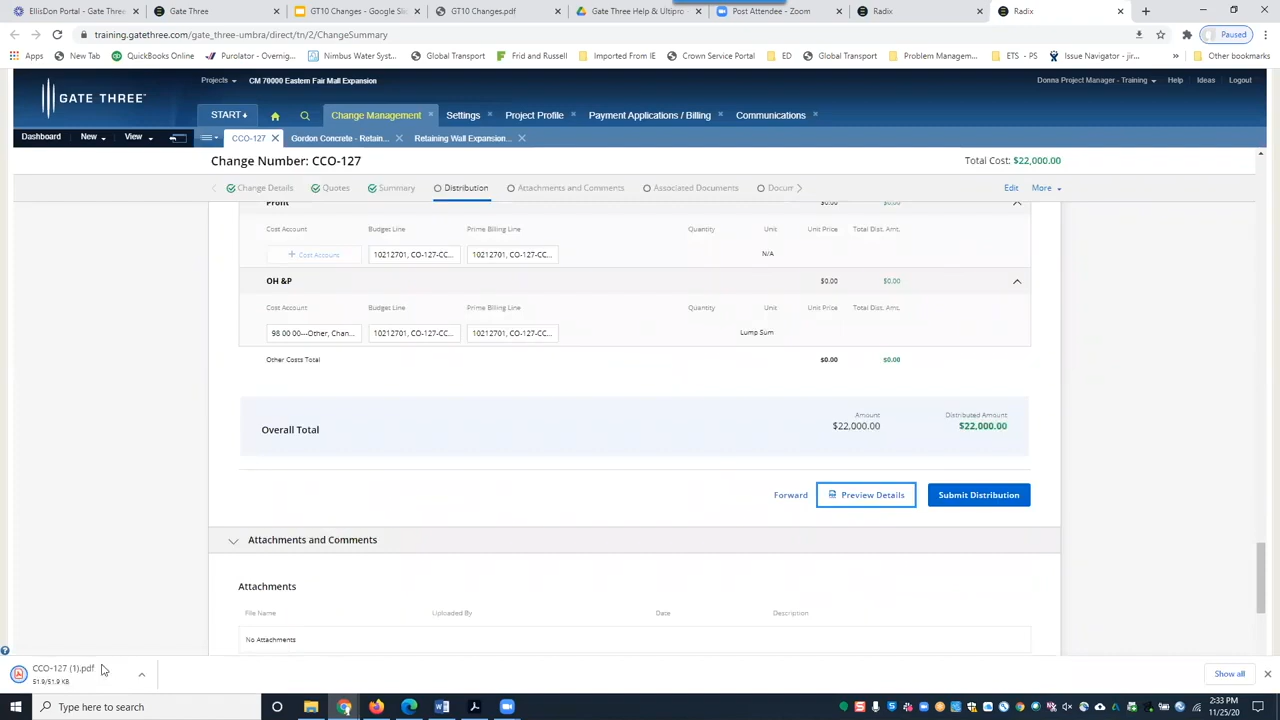 EllisDon Portal - Gate Three
Gate Three
GT10 Changes - Google Sli
GT10 Changes.pdf
Gate Three Help & Ultipro
Post Attendee - Zoom
Radix
Radix
training.gatethree.com/gate_three-umbra/direct/tn/2/ChangeSummary
Paused
Apps
New Tab
QuickBooks Online
Purolator - Overnig...
Nimbus Water Syst...
Global Transport
Frid and Russell
Imported From IE
Crown Service Portal
ED
Global Transport
Problem Managem...
ETS - PS
Issue Navigator - jir...
»
Other bookmarks
Projects
CM 70000 Eastern Fair Mall Expansion
Donna Project Manager - Training
Help
Ideas
Logout
GATE THREE™
START
Change Management
Settings
Project Profile
Payment Applications / Billing
Communications
Dashboard
New
View
CCO-127
Gordon Concrete - Retain...
Retaining Wall Expansion...
Change Number: CCO-127
Total Cost: $22,000.00
Change Details
Quotes
Summary
Distribution
Attachments and Comments
Associated Documents
Docum
Edit
More
Profit
$0.00
$0.00
Cost Account
Budget Line
Prime Billing Line
Quantity
Unit
Unit Price
Total Dist. Amt.
+ Cost Account
10212701, CO-127-CC...
10212701, CO-127-CC...
N/A
OH &P
$0.00
$0.00
Cost Account
Budget Line
Prime Billing Line
Quantity
Unit
Unit Price
Total Dist. Amt.
98 00 00---Other, Chan...
10212701, CO-127-CC...
10212701, CO-127-CC...
Lump Sum
Other Costs Total
$0.00
$0.00
Amount
Distributed Amount
Overall Total
$22,000.00
$22,000.00
Forward
Preview Details
Submit Distribution
Attachments and Comments
Attachments
File Name
Uploaded By
Date
Description
No Attachments
CCO-127 (1).pdf
51.9/51.9 KB
Show all
Type here to search
2:33 PM
11/25/20